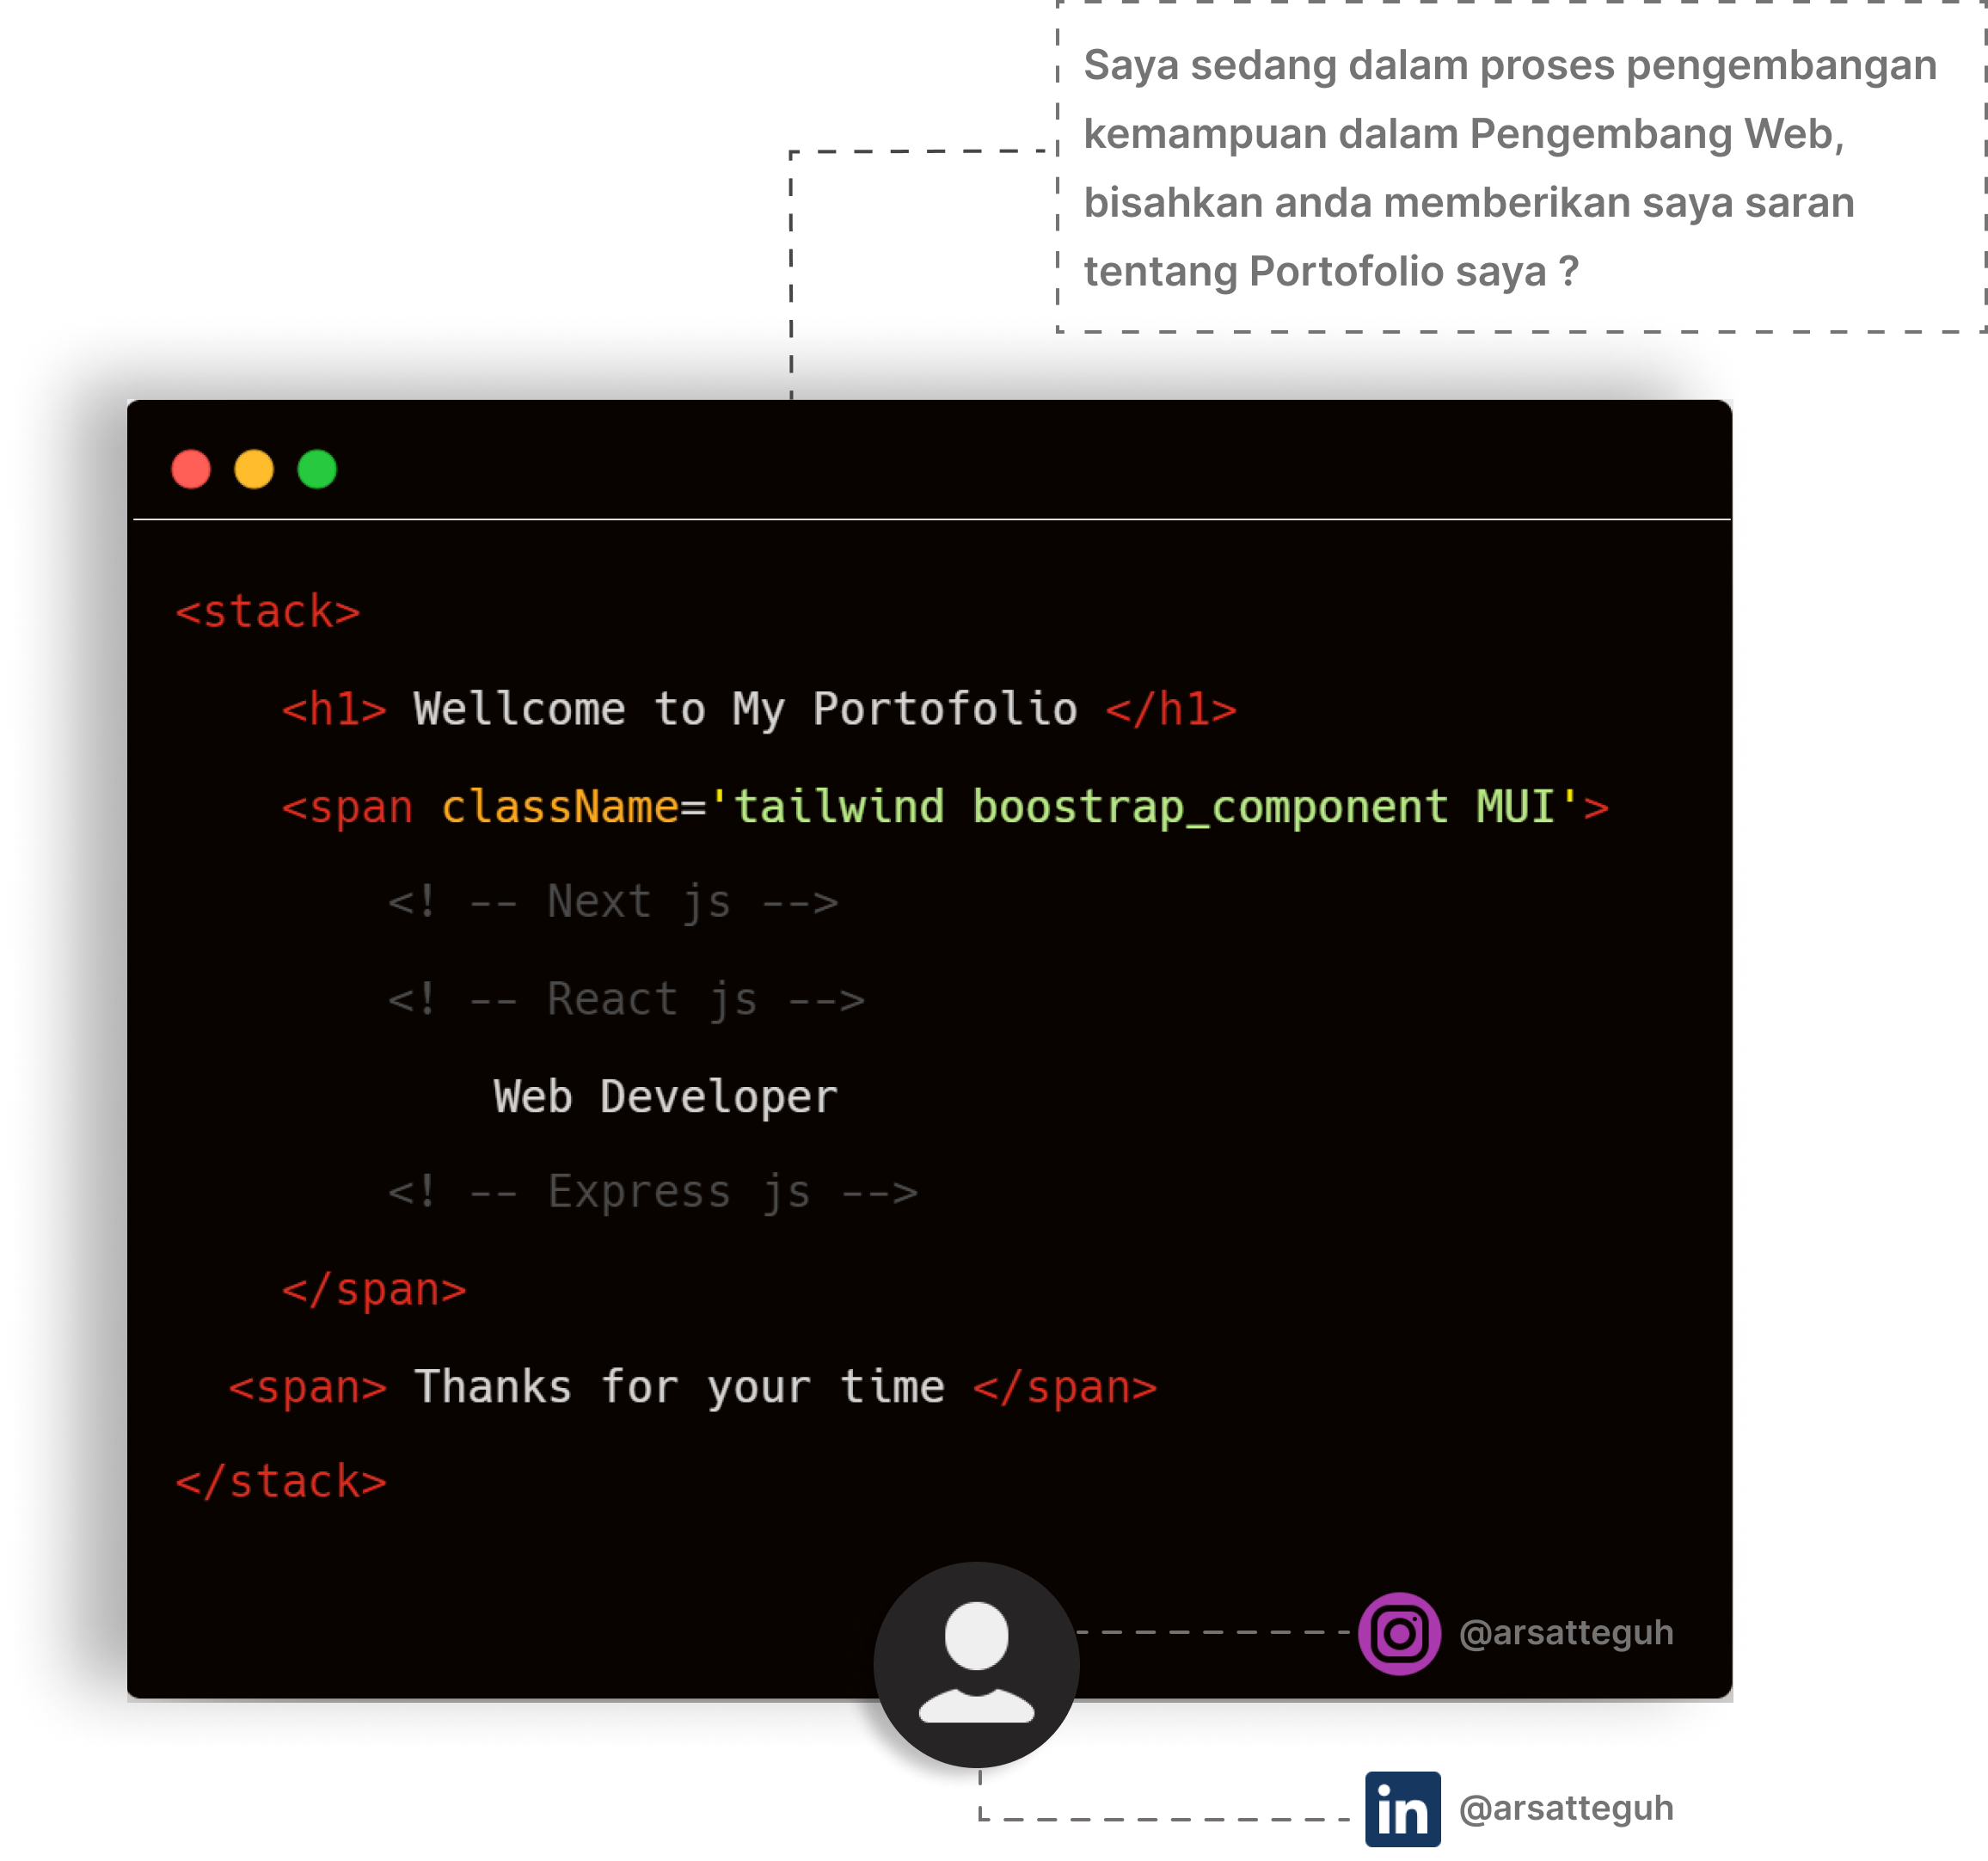 Saya sedang dalam proses pengembangan
kemampuan dalam Pengembang Web,
bisahkan anda memberikan saya saran
tentang Portofolio saya ?
<stack>
<h1> Wellcome to My Portofolio </h1>
<span className='tailwind boostrap_component MUI'>
<! -- Next js -->
<! -- React js -->
Web Developer
<! -- Express js -->
</span>
<span> Thanks for your time </span>
</stack>
@arsatteguh
in @arsatteguh